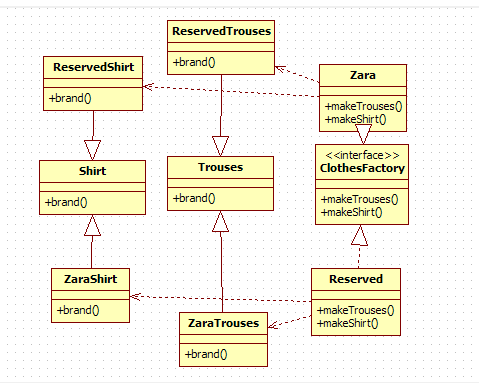 ReservedTrouses
+brand()
ReservedShirt
+brand()
Zara
+makeTrouses()
+makeShirt()
<<interface>>
ClothesFactory
+makeTrouses()
+makeShirt()
Shirt
+brand()
Trouses
+brand()
ZaraShirt
+brand()
Reserved
+makeTrouses()
+makeShirt()
ZaraTrouses
+brand()